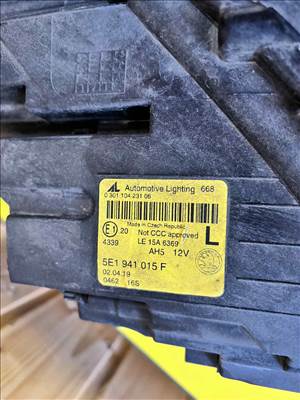 AL Automotive Lighting 668
0 301 104 231 06
Made in Czech Republic
E1 20 Not CCC approved
4339 LE 15A 6369 L
AHS 12V
5E1 941 015 F
02.04.19
0462 16S